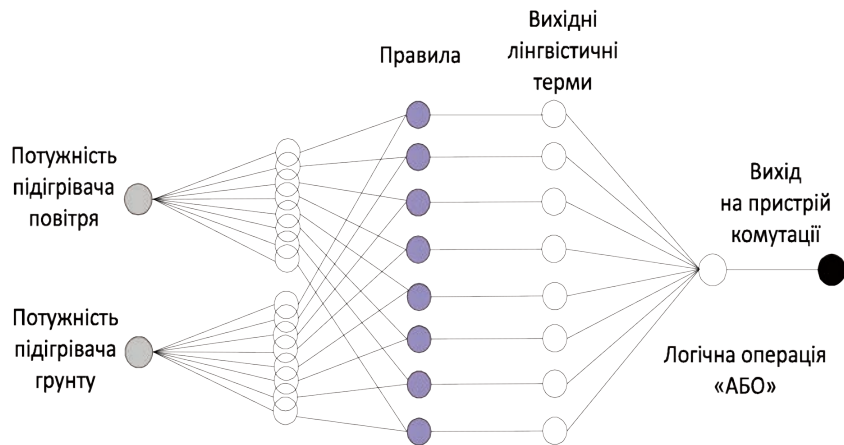 Правила
Вихідні
лінгвістичні
терми
Потужність
підігрівача
повітря
Вихід
на пристрій
комутації
Потужність
підігрівача
грунту
Логічна операція
«АБО»